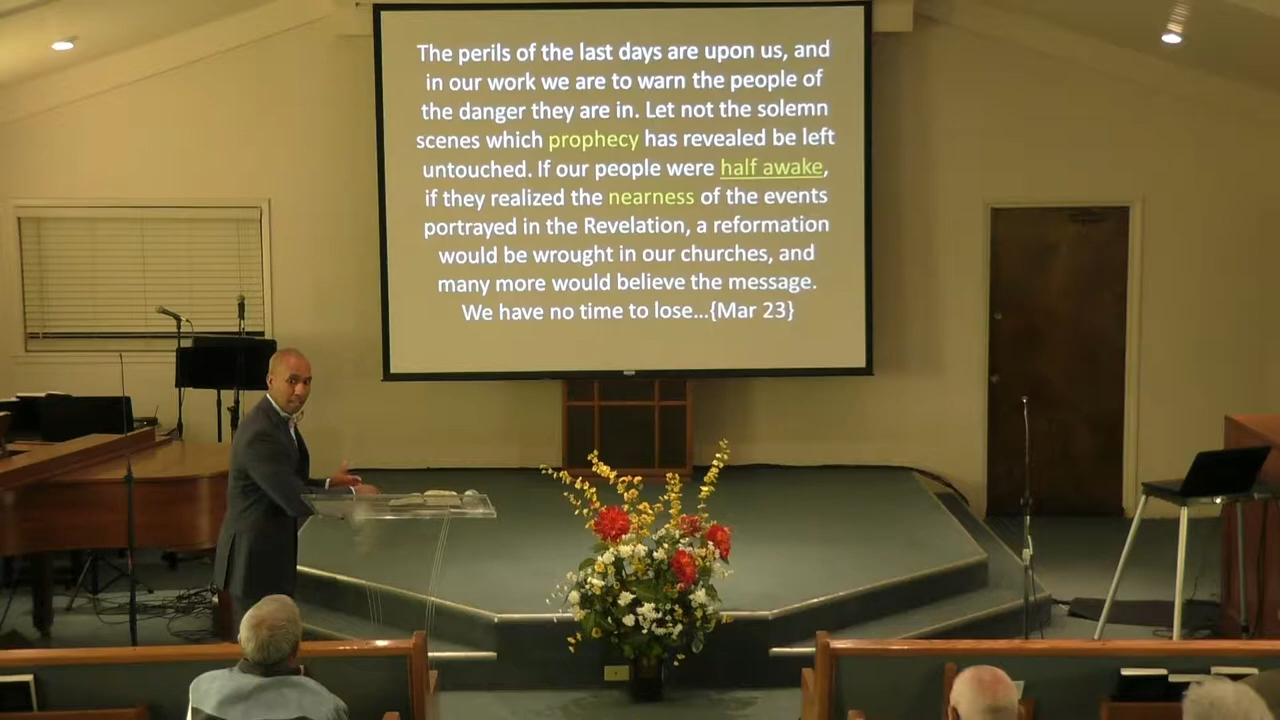 The perils of the last days are upon us, and
in our work we are to warn the people of
the danger they are in. Let not the solemn
scenes which prophecy has revealed be left
untouched. If our people were half awake,
if they realized the nearness of the events
portrayed in the Revelation, a reformation
would be wrought in our churches, and
many more would believe the message.
We have no time to lose…{Mar 23}